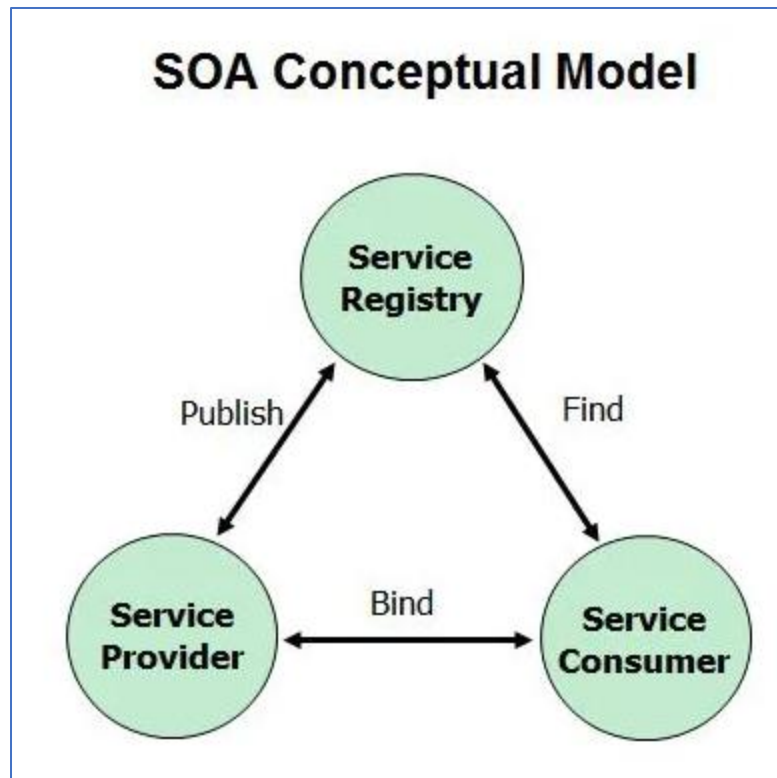 SOA Conceptual Model
Service
Registry
Publish
Find
Service
Provider
Bind
Service
Consumer